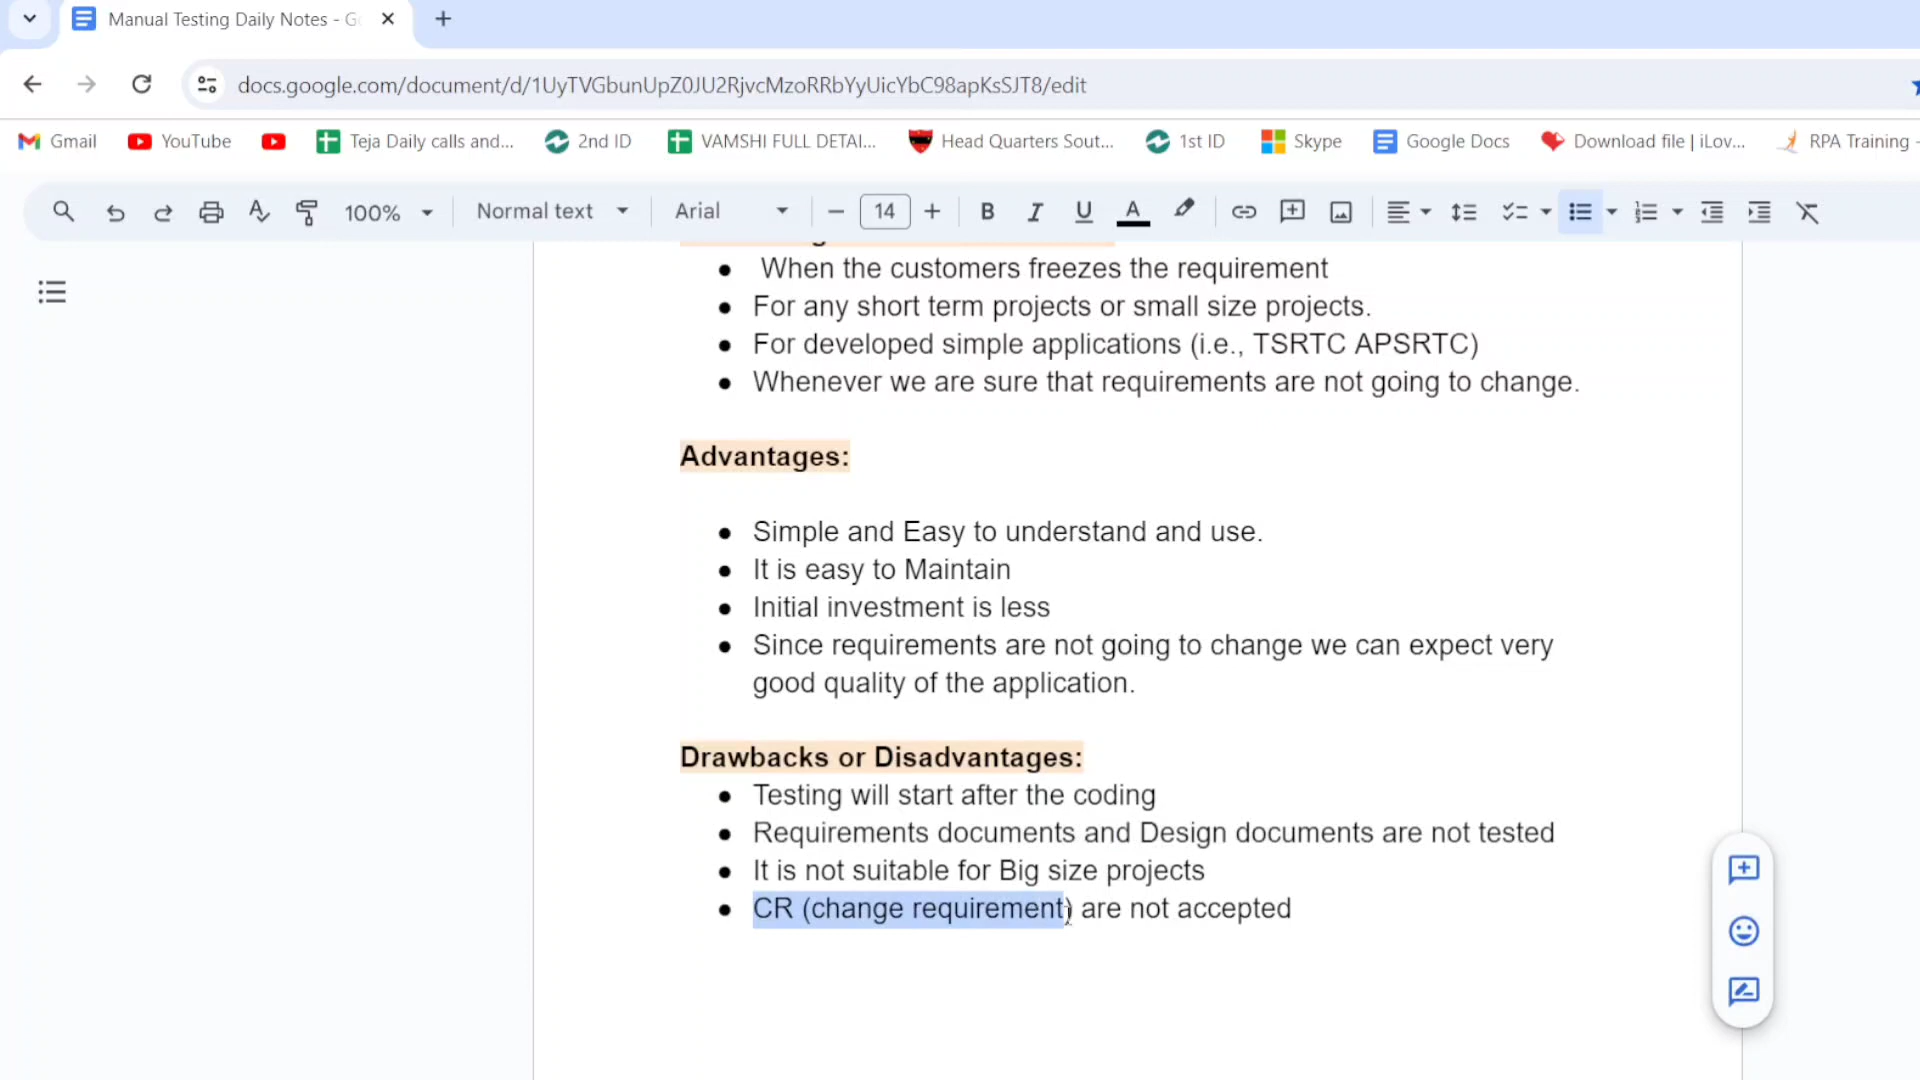 Manual Testing Daily Notes - Go
docs.google.com/document/d/1UyTVGbunUpZ0JU2RjvcMzoRRbYyUicYbC98apKsSJT8/edit
Gmail YouTube Teja Daily calls and... 2nd ID VAMSHI FULL DETAI... Head Quarters Sout... 1st ID Skype Google Docs Download file | iLov... RPA Training -
100% Normal text Arial 14 B I U A
When the customers freezes the requirement
For any short term projects or small size projects.
For developed simple applications (i.e., TSRTC APSRTC)
Whenever we are sure that requirements are not going to change.
Advantages:
Simple and Easy to understand and use.
It is easy to Maintain
Initial investment is less
Since requirements are not going to change we can expect very
good quality of the application.
Drawbacks or Disadvantages:
Testing will start after the coding
Requirements documents and Design documents are not tested
It is not suitable for Big size projects
CR (change requirement) are not accepted